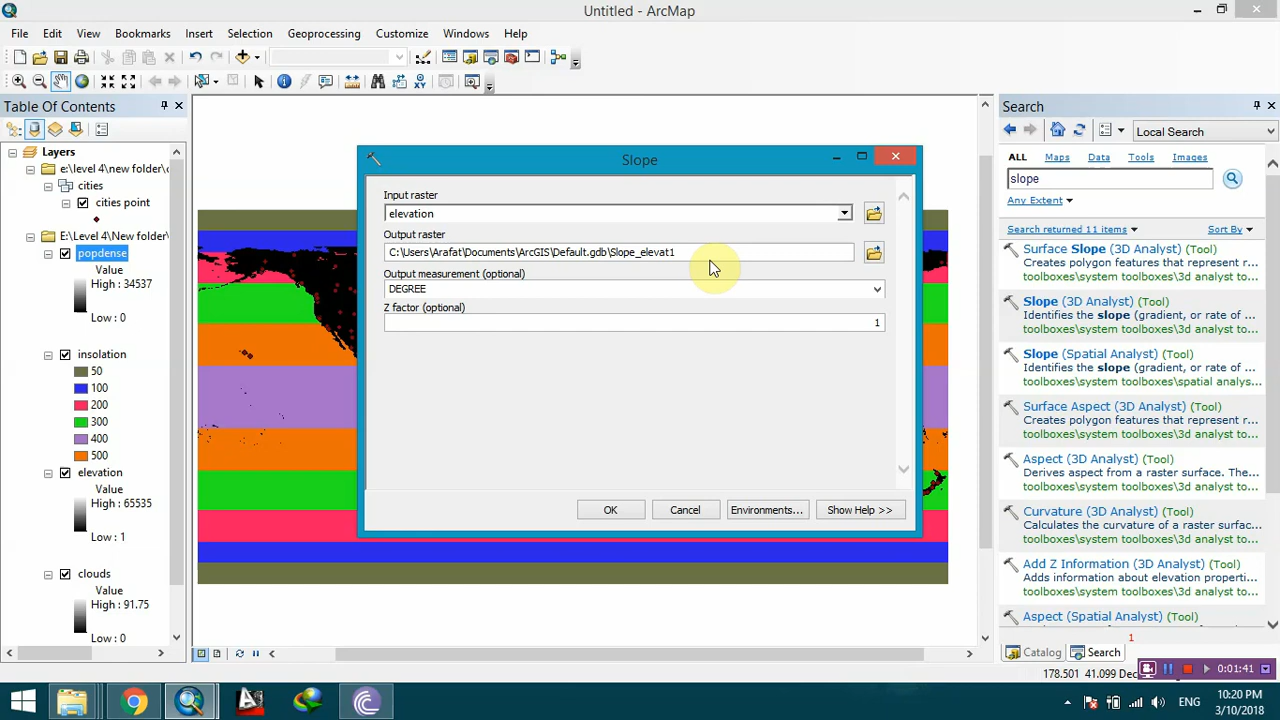 Untitled - ArcMap
File Edit View Bookmarks Insert Selection Geoprocessing Customize Windows Help
Table Of Contents
Layers
e:\level 4\new folder\c
cities
cities point
E:\Level 4\New folder\
popdense
Value
High : 34537
Low : 0
insolation
50
100
200
300
400
500
elevation
Value
High : 65535
Low : 1
clouds
Value
High : 91.75
Low : 0
Slope
Input raster
elevation
Output raster
C:\Users\Arafat\Documents\ArcGIS\Default.gdb\Slope_elevat1
Output measurement (optional)
DEGREE
Z factor (optional)
1
OK Cancel Environments... Show Help >>
Search
Local Search
ALL Maps Data Tools Images
slope
Any Extent
Search returned 11 items Sort By
Surface Slope (3D Analyst) (Tool)
Creates polygon features that represent r...
toolboxes\system toolboxes\3d analyst to...
Slope (3D Analyst) (Tool)
Identifies the slope (gradient, or rate of ...
toolboxes\system toolboxes\3d analyst to...
Slope (Spatial Analyst) (Tool)
Identifies the slope (gradient, or rate of ...
toolboxes\system toolboxes\spatial analys...
Surface Aspect (3D Analyst) (Tool)
Creates polygon features that represent r...
toolboxes\system toolboxes\3d analyst to...
Aspect (3D Analyst) (Tool)
Derives aspect from a raster surface. The...
toolboxes\system toolboxes\3d analyst to...
Curvature (3D Analyst) (Tool)
Calculates the curvature of a raster surfac...
toolboxes\system toolboxes\3d analyst to...
Add Z Information (3D Analyst) (Tool)
Adds information about elevation properti...
toolboxes\system toolboxes\3d analyst to...
Aspect (Spatial Analyst) (Tool)
1
Catalog Search
178.501 41.099 Dec
0:01:41
ENG
10:20 PM
3/10/2018